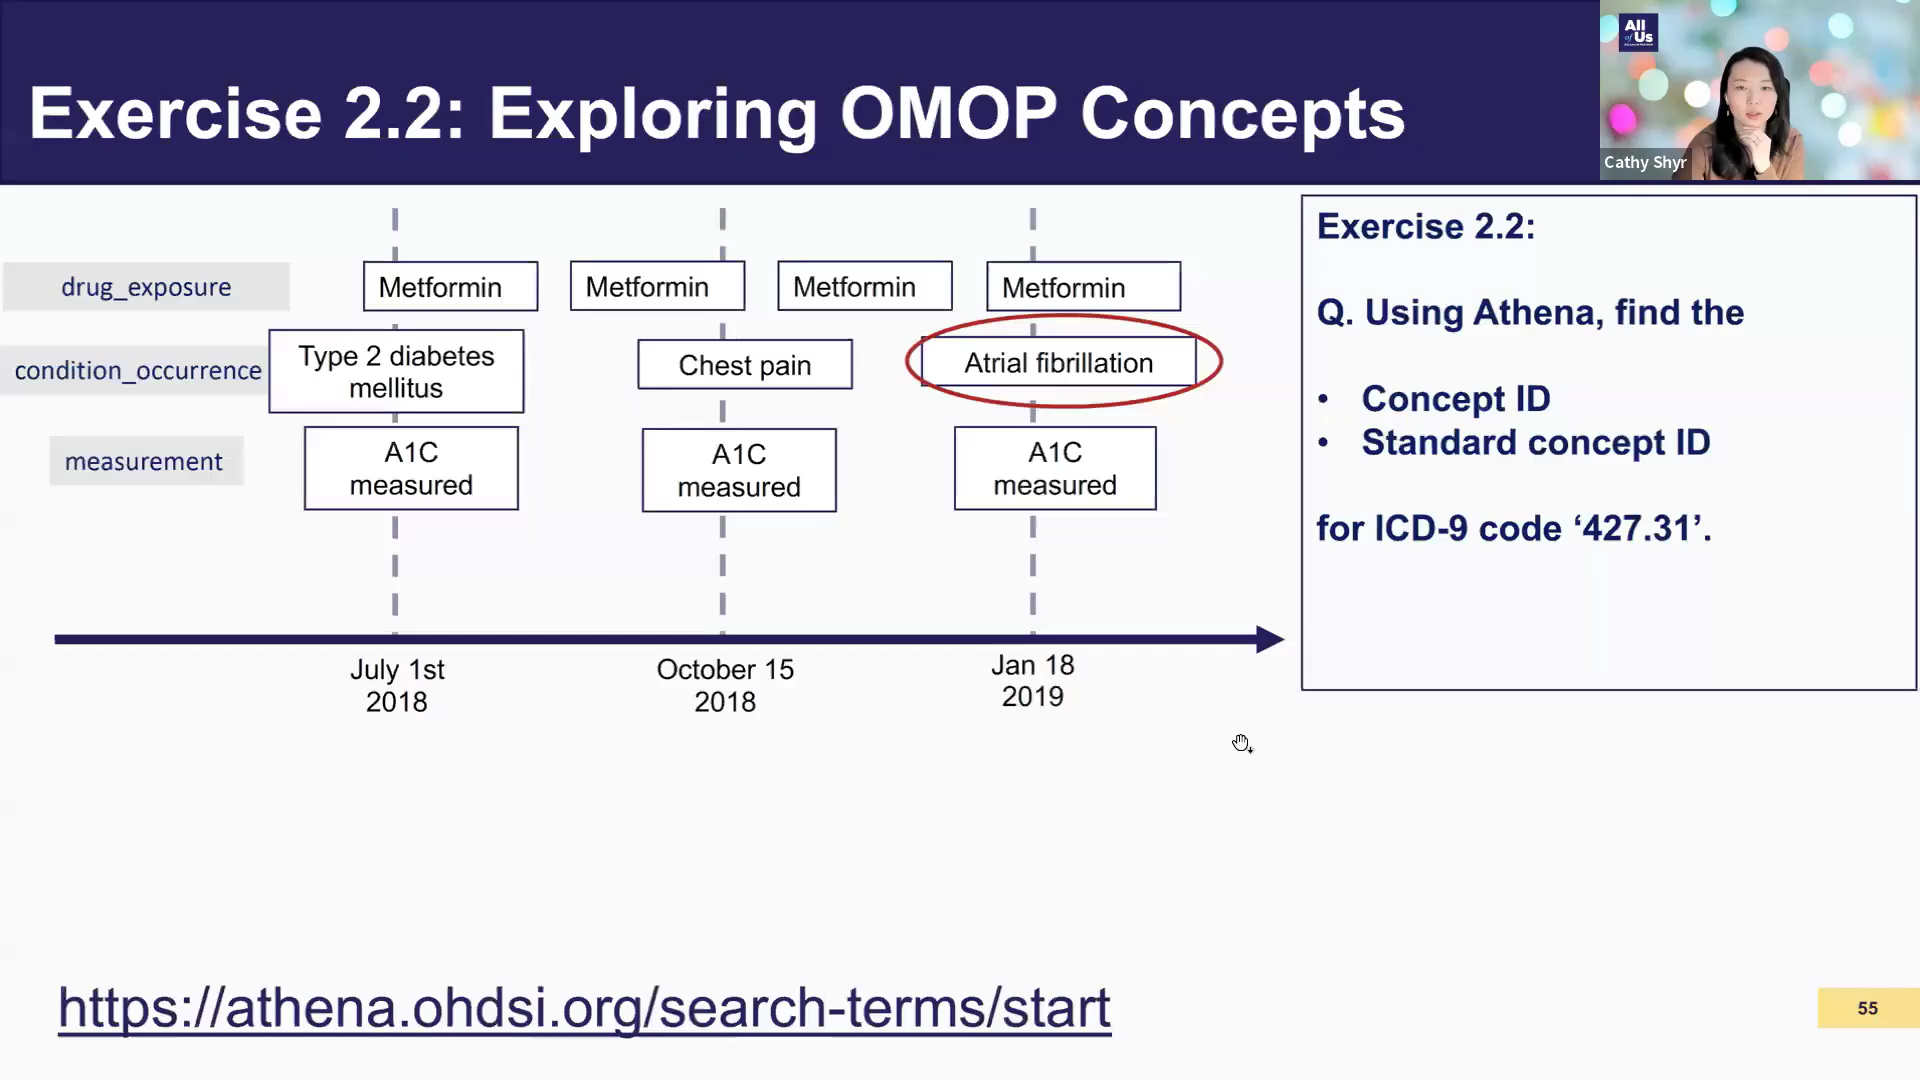 Exercise 2.2: Exploring OMOP Concepts
All
of Us
Cathy Shyr
drug_exposure
Metformin
Metformin
Metformin
Metformin
condition_occurrence
Type 2 diabetes
mellitus
Chest pain
Atrial fibrillation
measurement
A1C
measured
A1C
measured
A1C
measured
July 1st
2018
October 15
2018
Jan 18
2019
Exercise 2.2:
Q. Using Athena, find the
• Concept ID
• Standard concept ID
for ICD-9 code ‘427.31’.
https://athena.ohdsi.org/search-terms/start
55